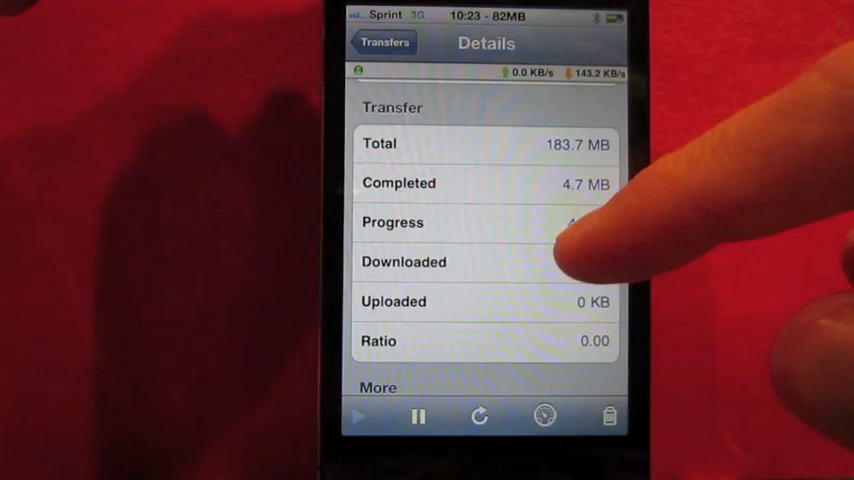 Sprint 3G 10:23 - 82MB
Transfers Details
0.0 KB/s 143.2 KB/s
Transfer
Total 183.7 MB
Completed 4.7 MB
Progress
Downloaded
Uploaded 0 KB
Ratio 0.00
More